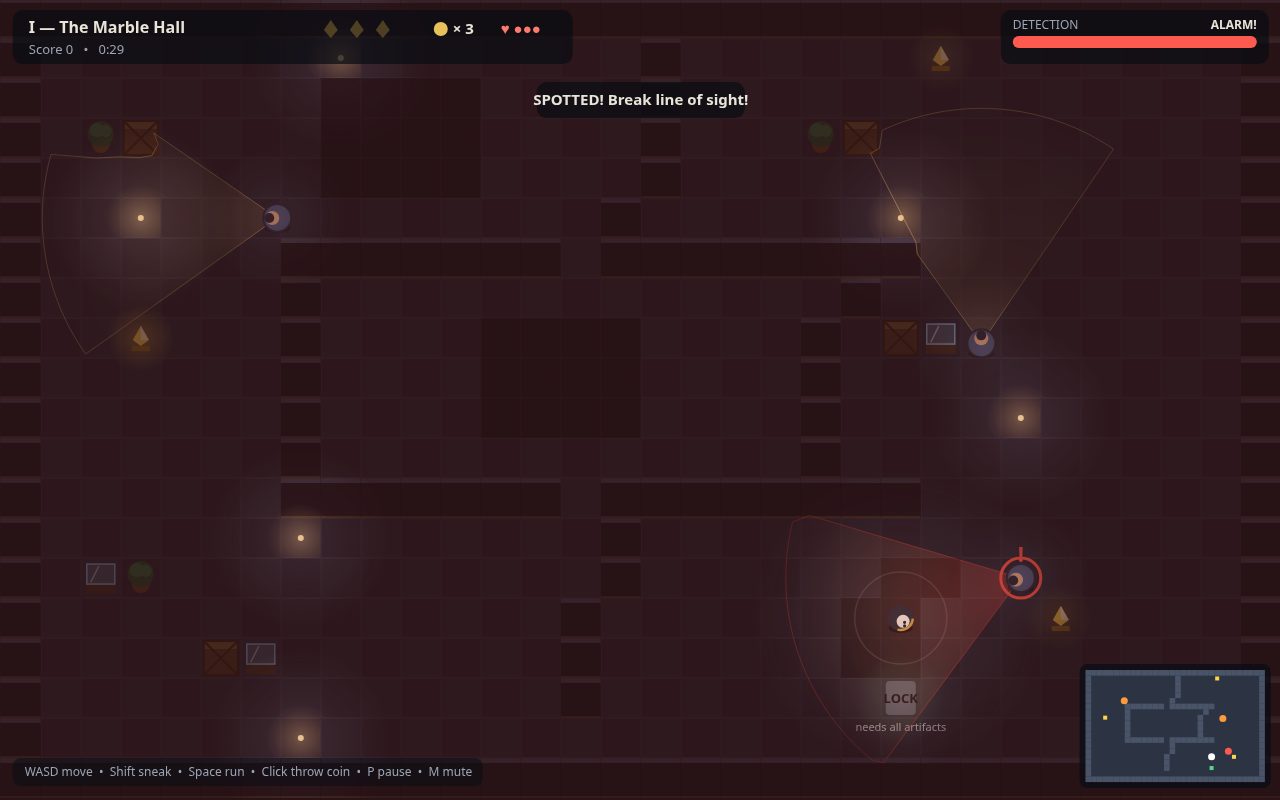 I — The Marble Hall
Score 0 • 0:29
× 3
DETECTION
ALARM!
SPOTTED! Break line of sight!
!
LOCK
needs all artifacts
WASD move • Shift sneak • Space run • Click throw coin • P pause • M mute